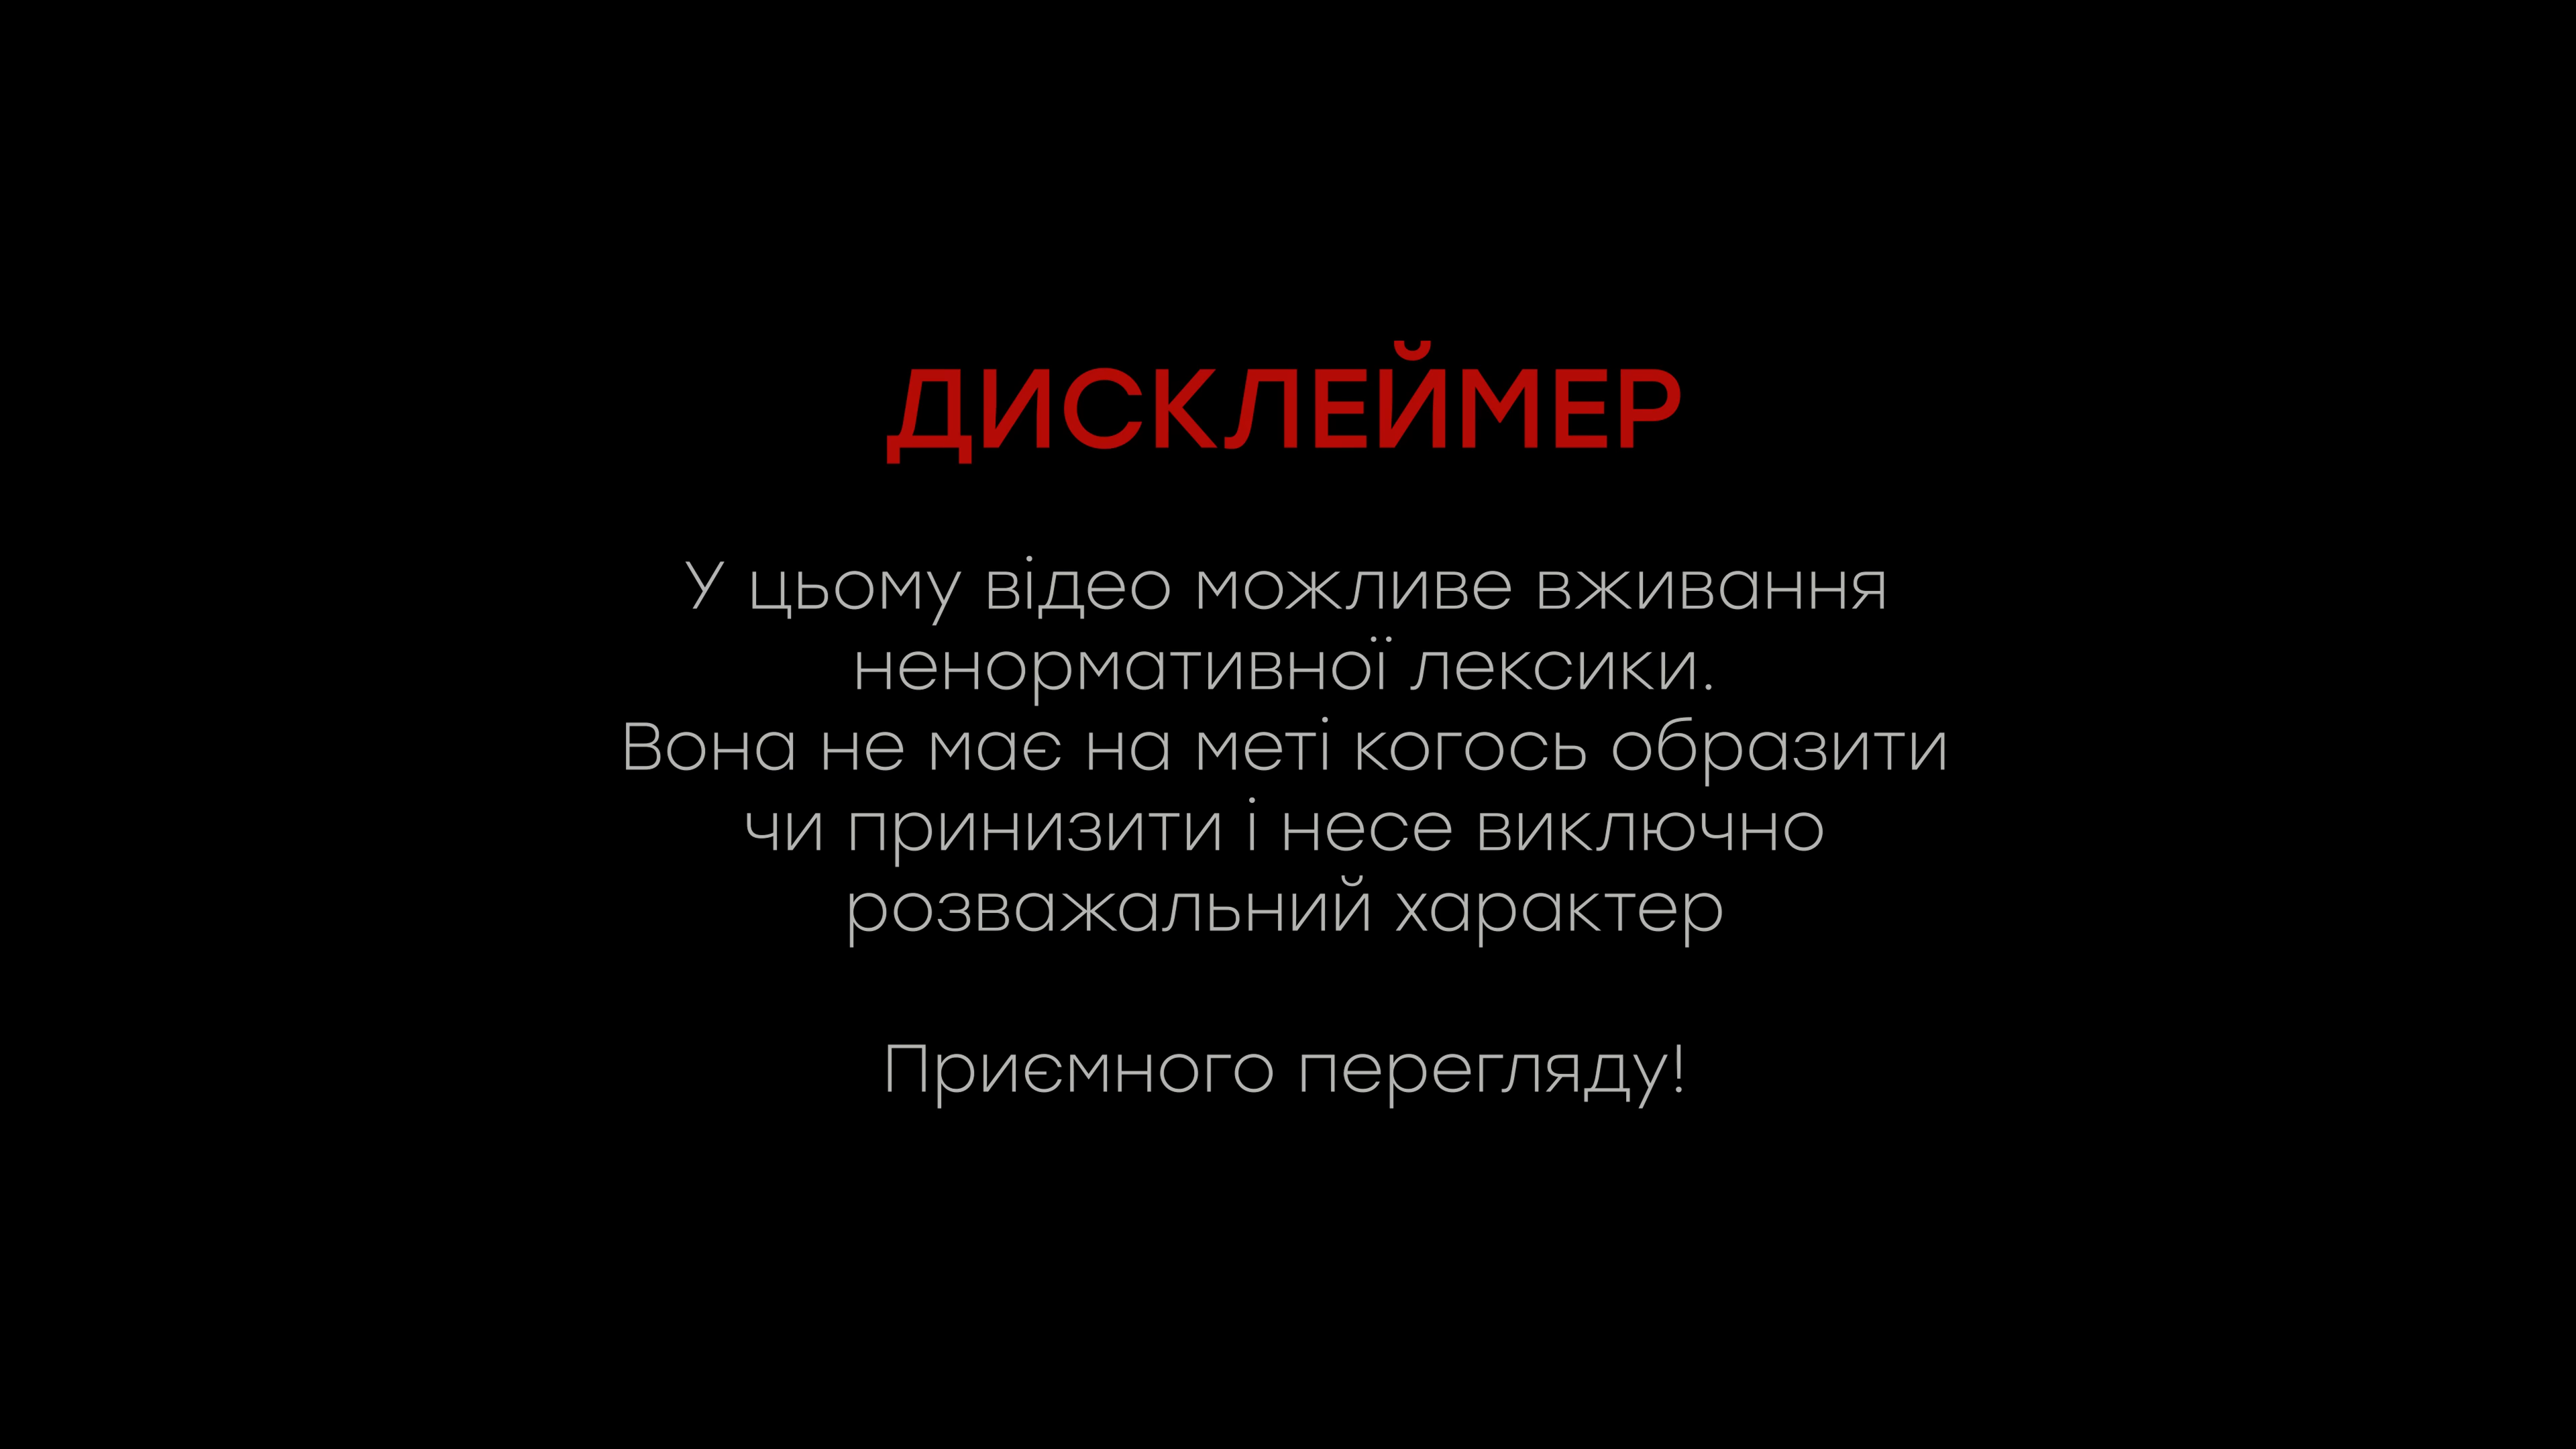 ДИСКЛЕЙМЕР
У цьому відео можливе вживання
ненормативної лексики.
Вона не має на меті когось образити
чи принизити і несе виключно
розважальний характер
Приємного перегляду!